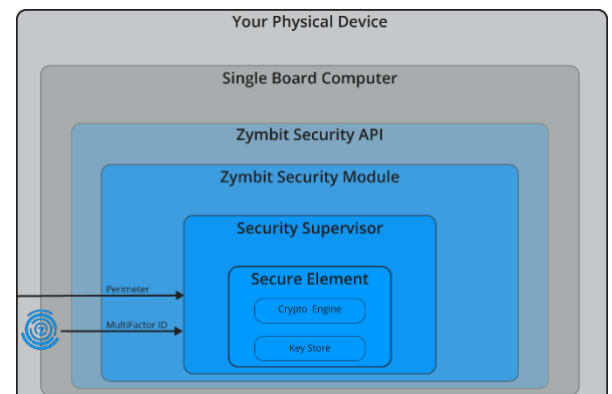 Your Physical Device
Single Board Computer
Zymbit Security API
Zymbit Security Module
Security Supervisor
Secure Element
Perimeter
Crypto Engine
MultiFactor ID
Key Store